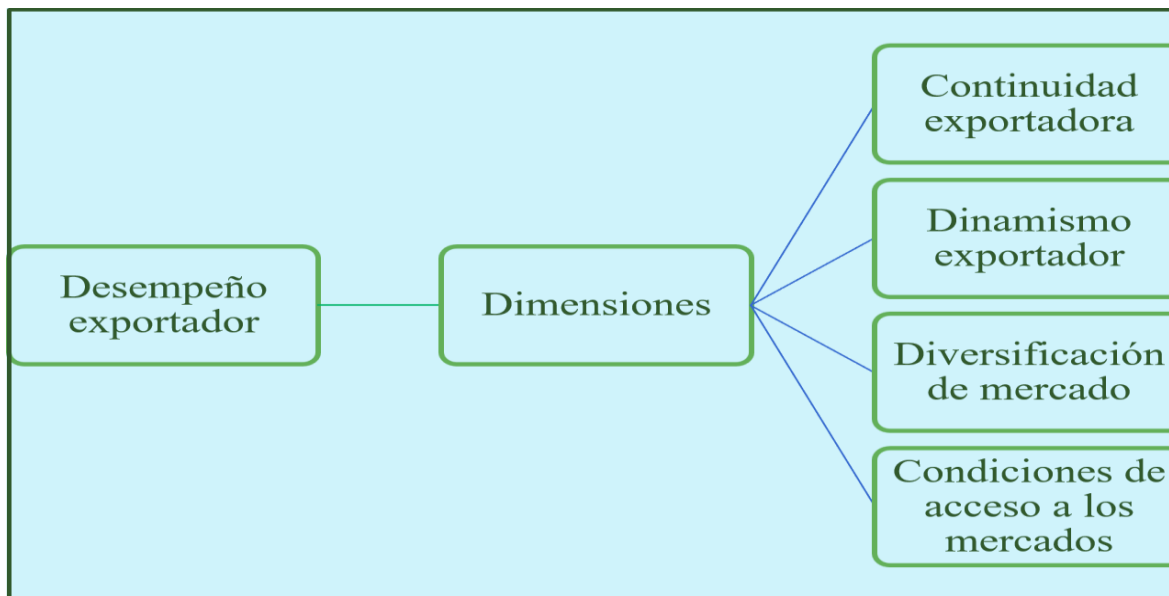 Desempeño
exportador
Dimensiones
Continuidad
exportadora
Dinamismo
exportador
Diversificación
de mercado
Condiciones de
acceso a los
mercados